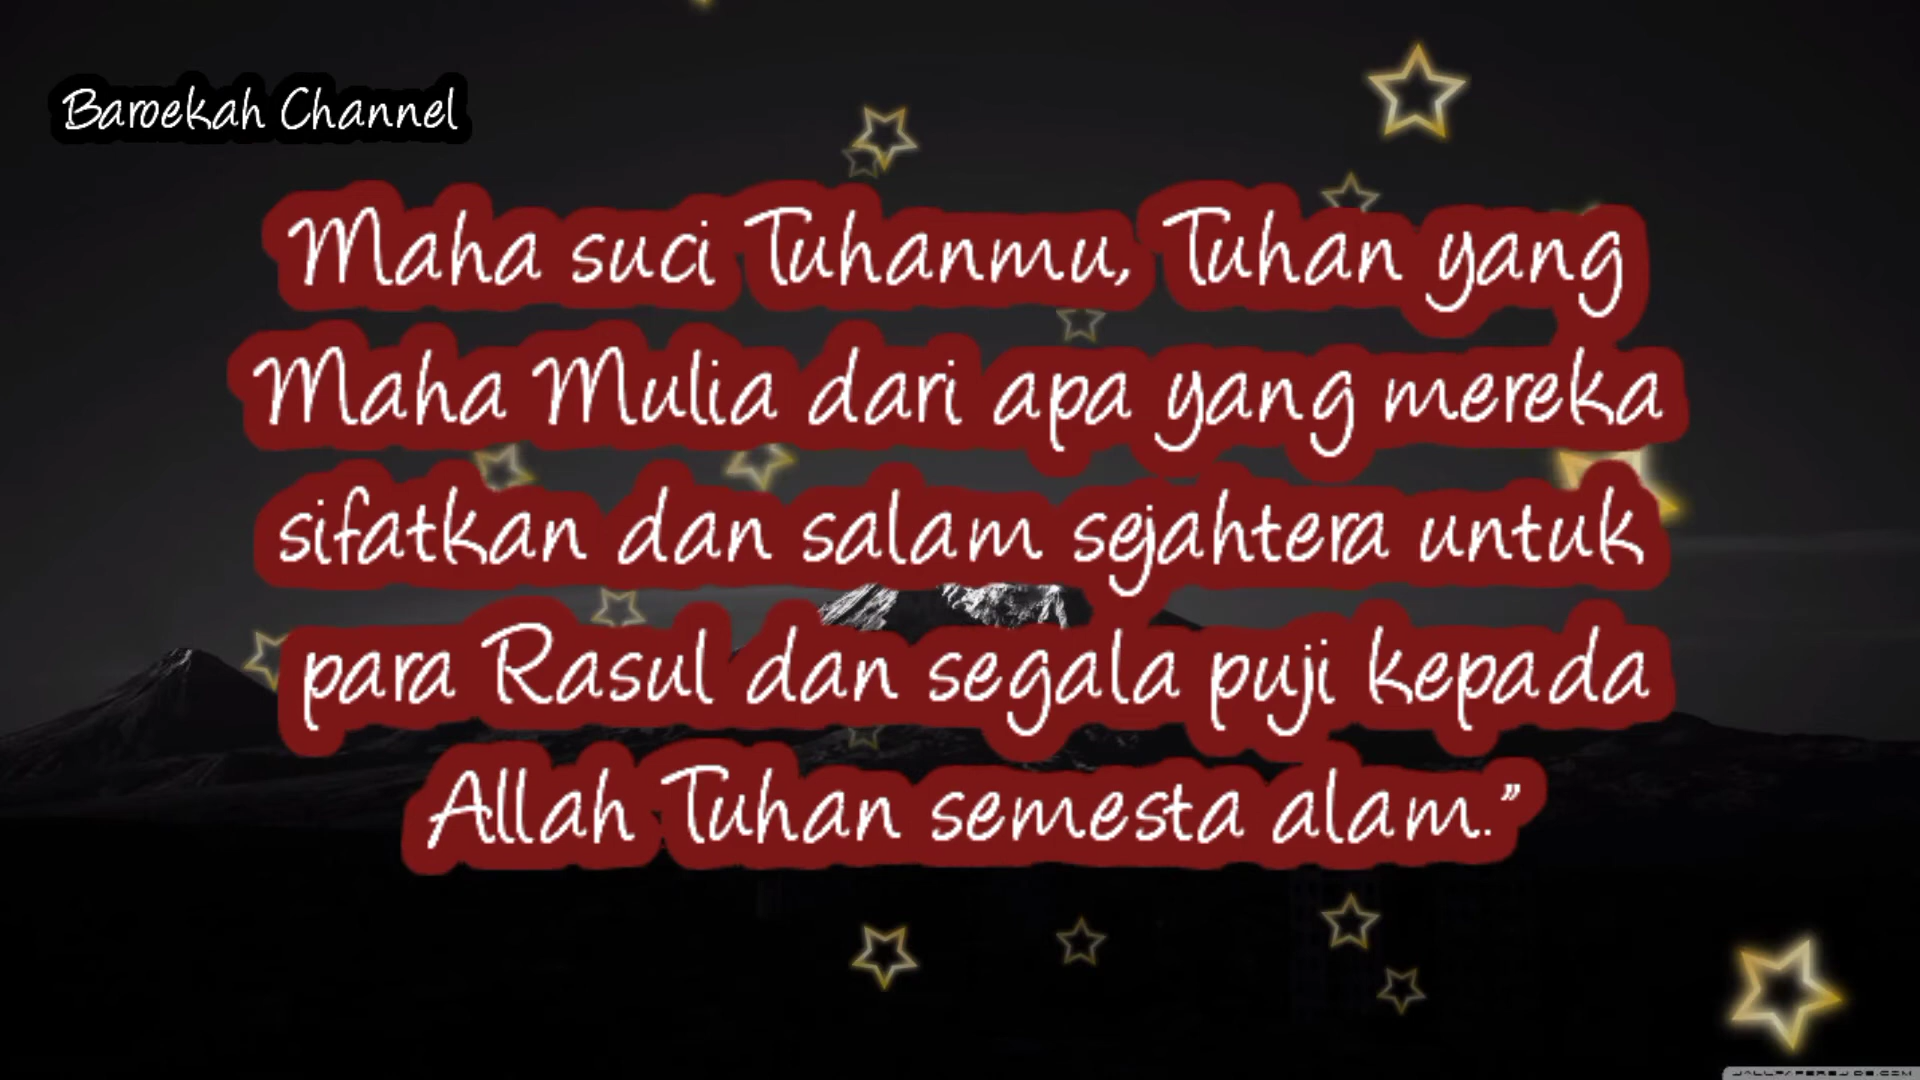 Baroekah Channel
Maha suci Tuhanmu, Tuhan yang
Maha Mulia dari apa yang mereka
sifatkan dan salam sejahtera untuk
para Rasul dan segala puji kepada
Allah Tuhan semesta alam.”